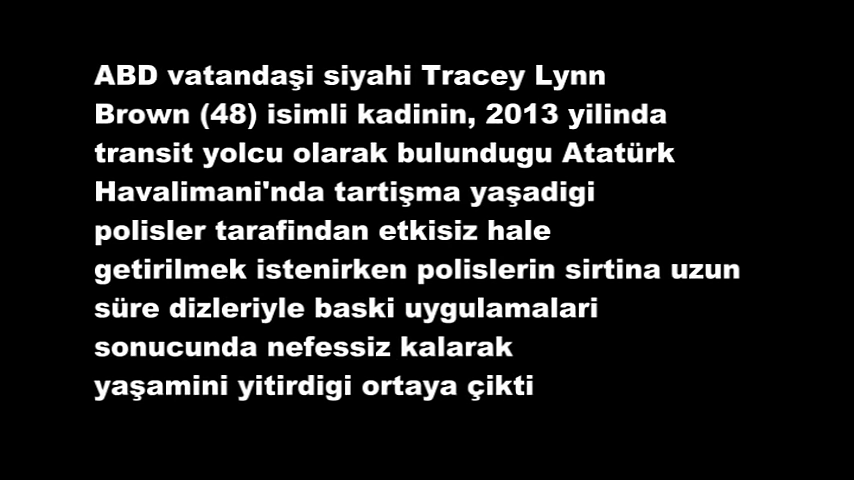 ABD vatandaşi siyahi Tracey Lynn
Brown (48) isimli kadinin, 2013 yilinda
transit yolcu olarak bulundugu Atatürk
Havalimani'nda tartişma yaşadigi
polisler tarafindan etkisiz hale
getirilmek istenirken polislerin sirtina uzun
süre dizleriyle baski uygulamalari
sonucunda nefessiz kalarak
yaşamini yitirdigi ortaya çikti